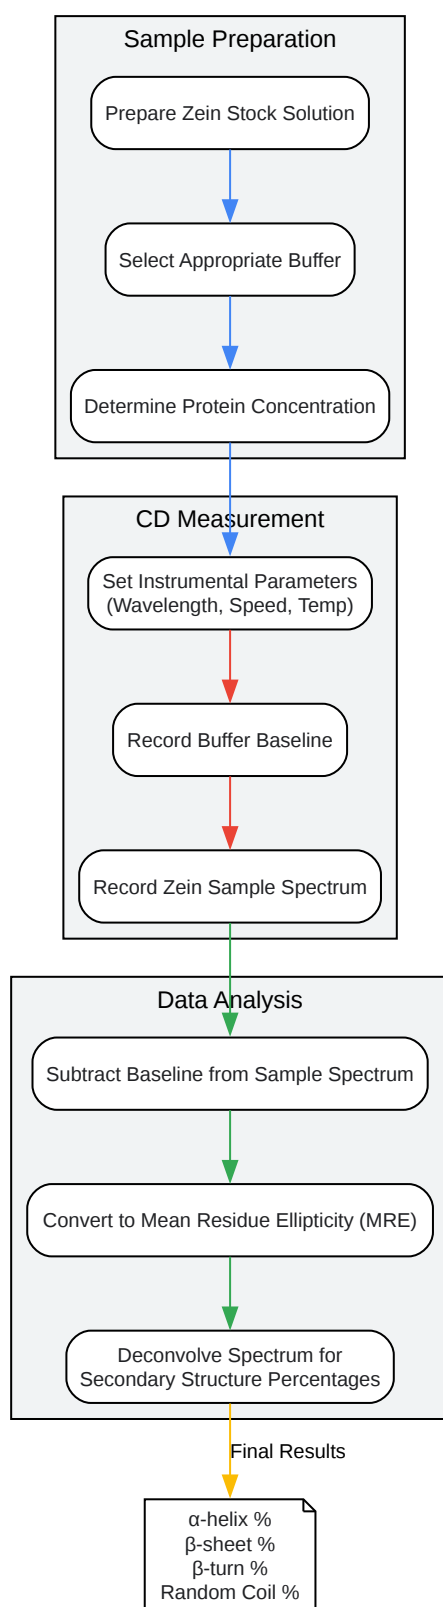 Sample Preparation
Prepare Zein Stock Solution
Select Appropriate Buffer
Determine Protein Concentration
CD Measurement
Set Instrumental Parameters
(Wavelength, Speed, Temp)
Record Buffer Baseline
Record Zein Sample Spectrum
Data Analysis
Subtract Baseline from Sample Spectrum
Convert to Mean Residue Ellipticity (MRE)
Deconvolve Spectrum for
Secondary Structure Percentages
Final Results
α-helix %
β-sheet %
β-turn %
Random Coil %